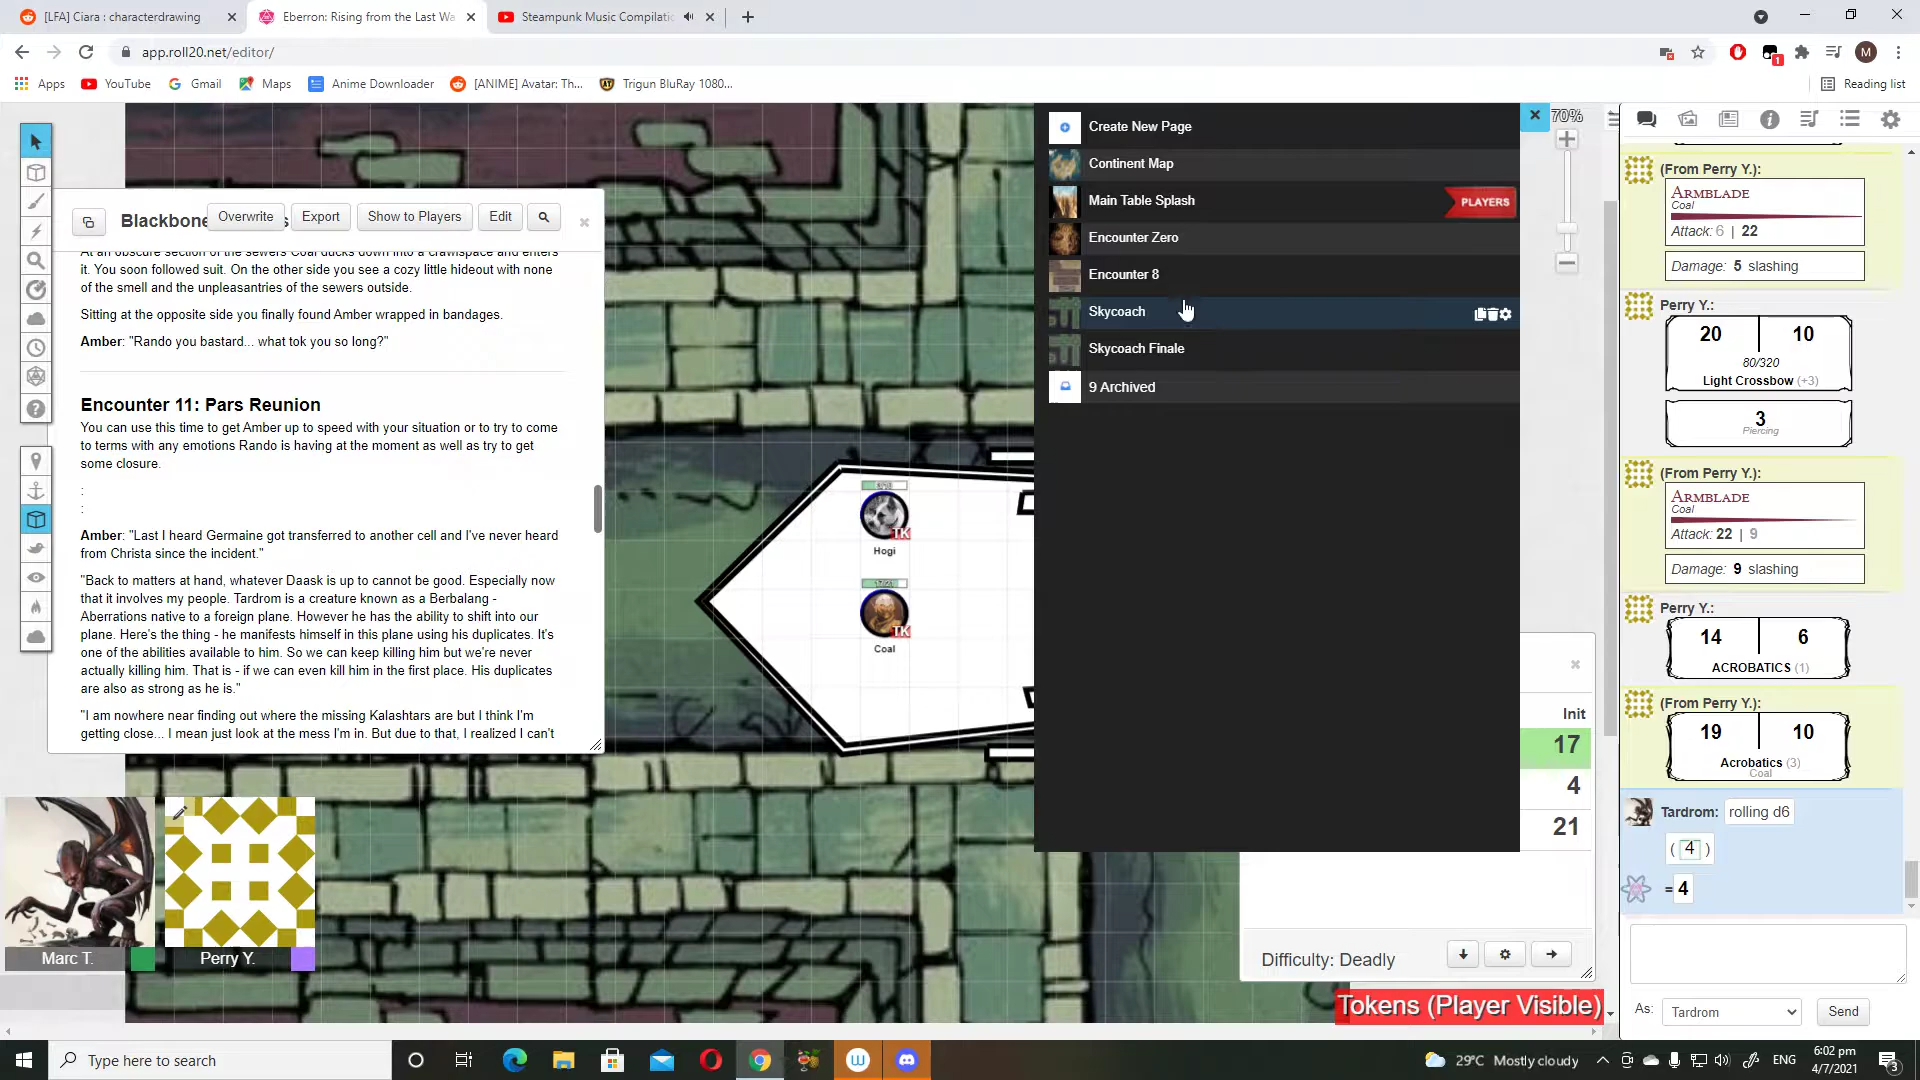 [LFA] Ciara : characterdrawing
Eberron: Rising from the Last Wa
Steampunk Music Compilatic
app.roll20.net/editor/
M
1
Apps
YouTube
Gmail
Maps
Anime Downloader
[ANIME] Avatar: Th...
Trigun BluRay 1080...
Reading list
Create New Page
Continent Map
Main Table Splash
PLAYERS
Encounter Zero
Encounter 8
Skycoach
Skycoach Finale
9 Archived
70%
Blackbone
s
Overwrite
Export
Show to Players
Edit
At an obscure section of the sewers Coal ducks down into a crawlspace and enters
it. You soon followed suit. On the other side you see a cozy little hideout with none
of the smell and the unpleasantries of the sewers outside.
Sitting at the opposite side you finally found Amber wrapped in bandages.
Amber: "Rando you bastard... what tok you so long?"
Encounter 11: Pars Reunion
You can use this time to get Amber up to speed with your situation or to try to come
to terms with any emotions Rando is having at the moment as well as try to get
some closure.
:
:
Amber: "Last I heard Germaine got transferred to another cell and I've never heard
from Christa since the incident."
"Back to matters at hand, whatever Daask is up to cannot be good. Especially now
that it involves my people. Tardrom is a creature known as a Berbalang -
Aberrations native to a foreign plane. However he has the ability to shift into our
plane. Here's the thing - he manifests himself in this plane using his duplicates. It's
one of the abilities available to him. So we can keep killing him but we're never
actually killing him. That is - if we can even kill him in the first place. His duplicates
are also as strong as he is."
"I am nowhere near finding out where the missing Kalashtars are but I think I'm
getting close... I mean just look at the mess I'm in. But due to that, I realized I can't
TK
Hogi
TK
Coal
Init
17
4
21
Difficulty: Deadly
Tokens (Player Visible)
Marc T.
Perry Y.
(From Perry Y.):
ARMBLADE
Coal
Attack: 6 | 22
Damage: 5 slashing
Perry Y.:
20 10
80/320
Light Crossbow (+3)
3
Piercing
(From Perry Y.):
ARMBLADE
Coal
Attack: 22 | 9
Damage: 9 slashing
Perry Y.:
14 6
ACROBATICS (1)
(From Perry Y.):
19 10
Acrobatics (3)
Coal
Tardrom: rolling d6
( 4 )
= 4
As: Tardrom
Send
Type here to search
29°C Mostly cloudy
ENG
6:02 pm
4/7/2021
3